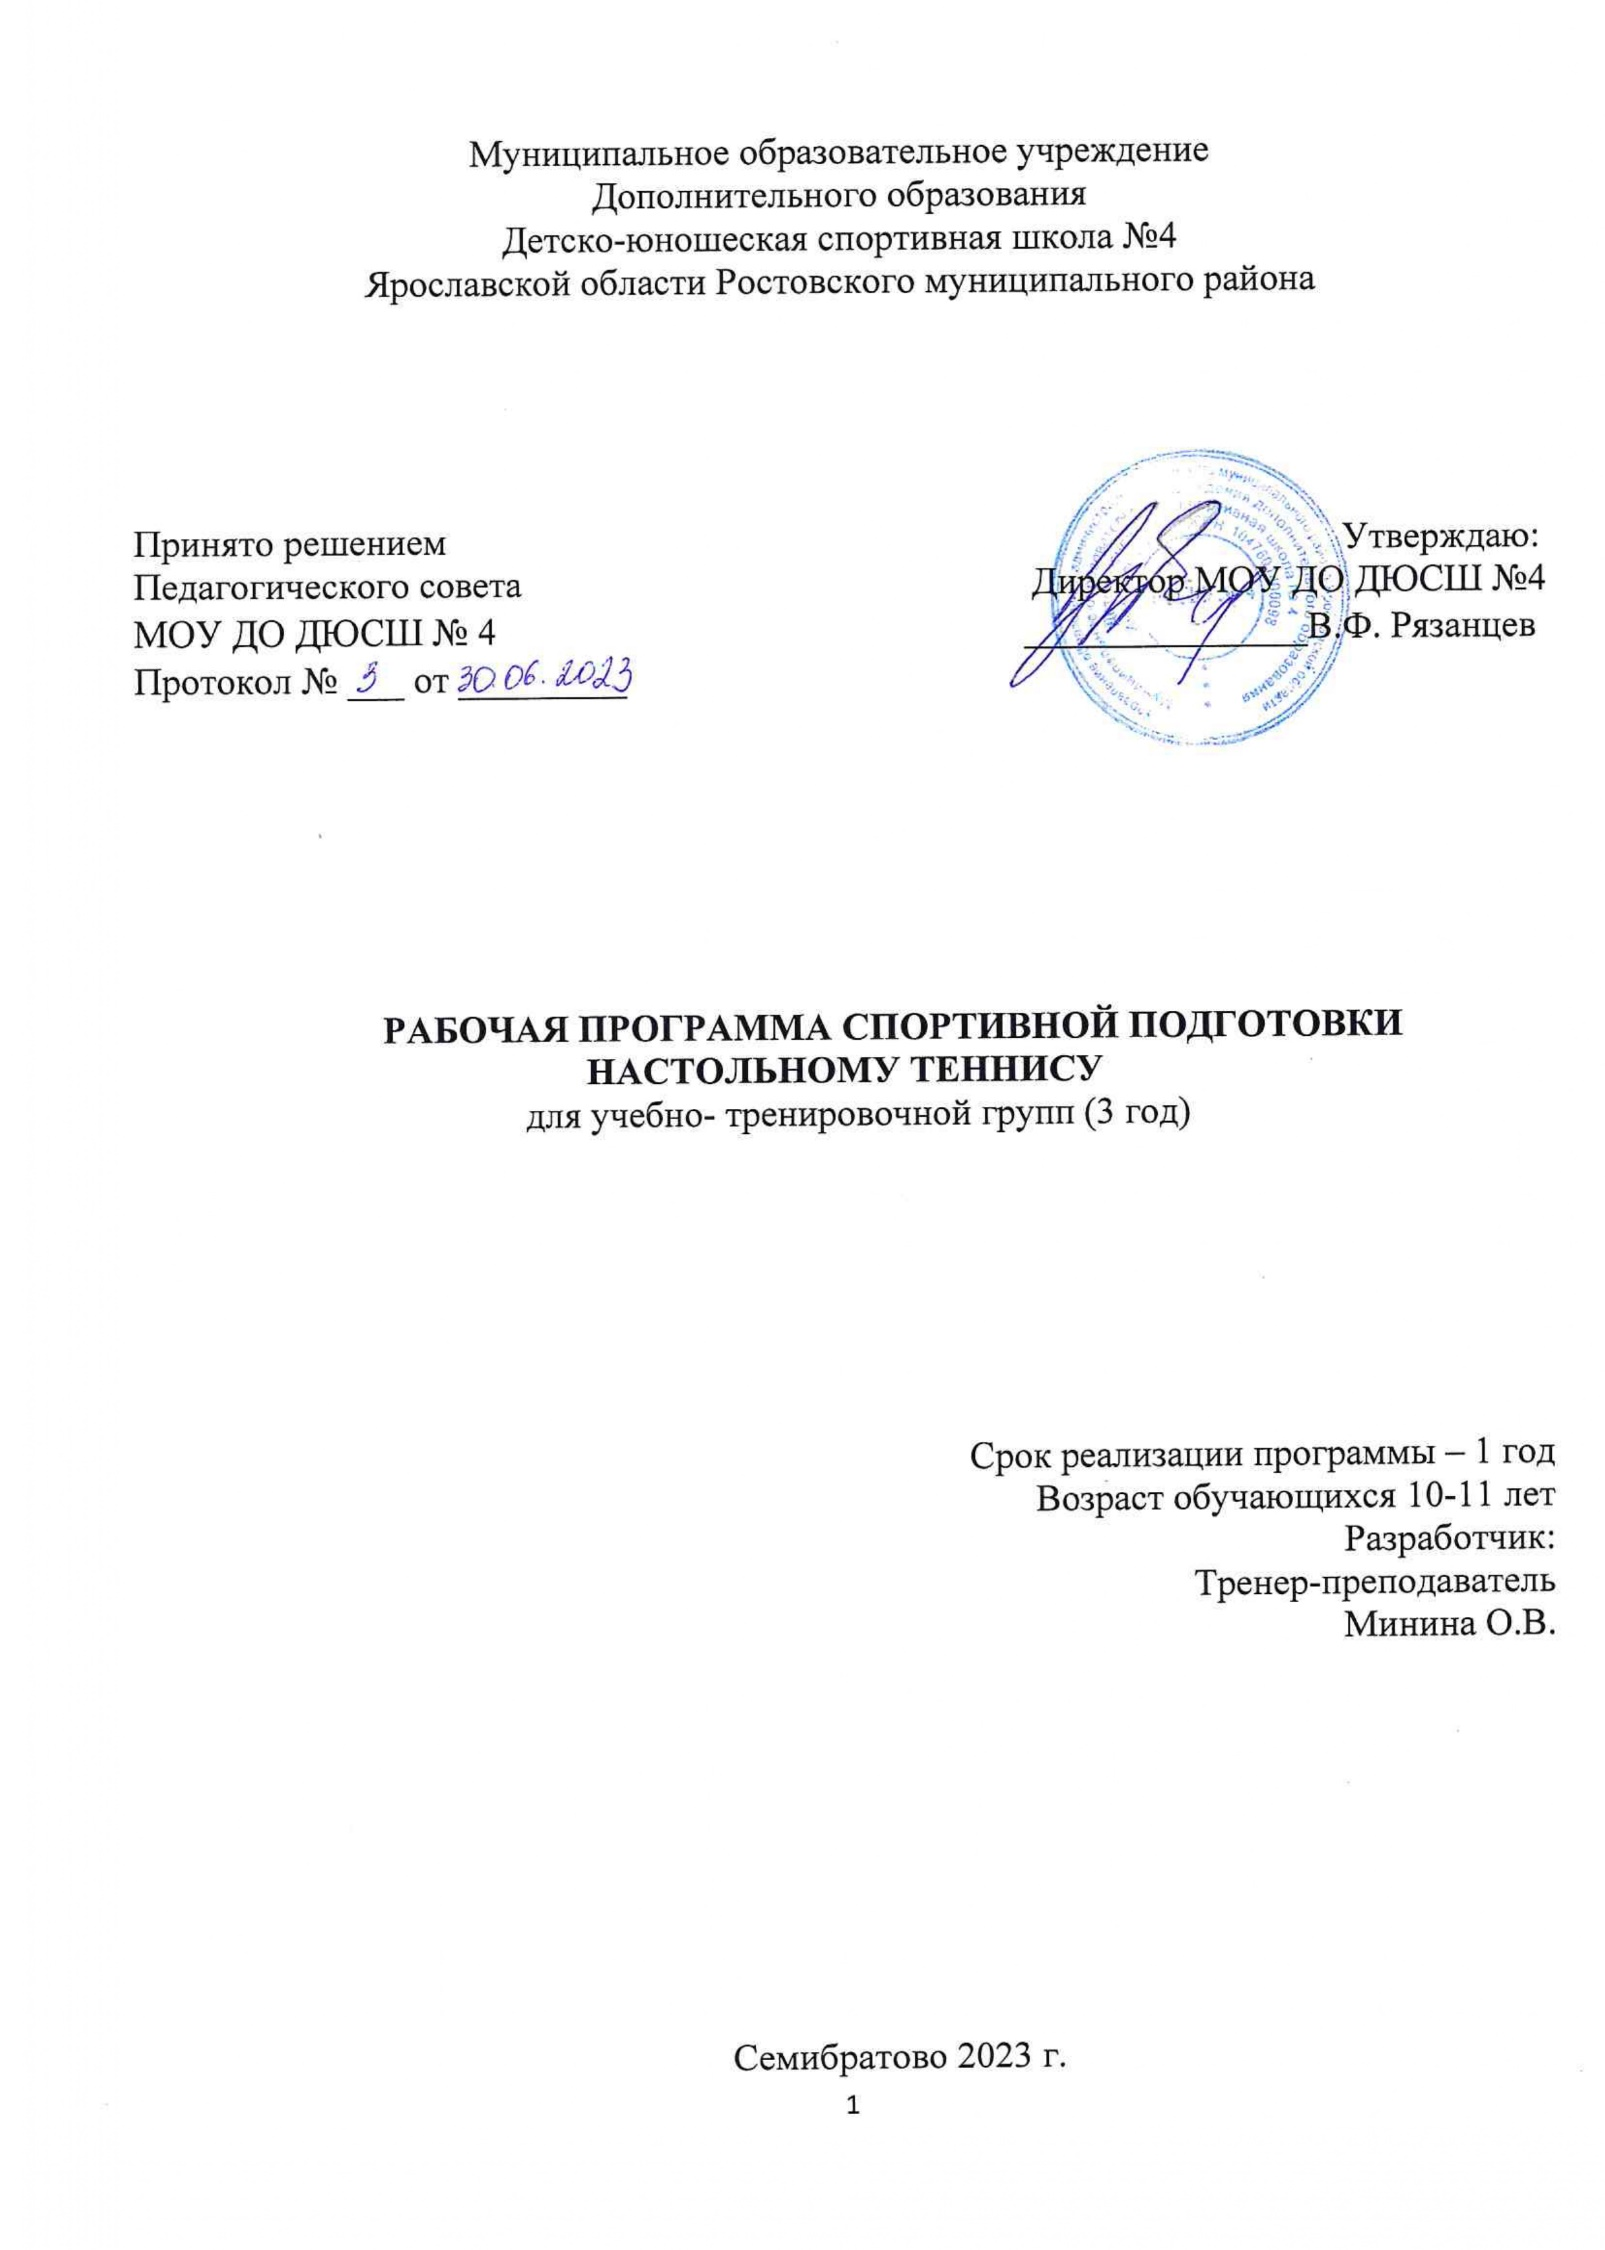 Муниципальное образовательное учреждение
Дополнительного образования
Детско-юношеская спортивная школа №4
Ярославской области Ростовского муниципального района
Принято решением
Педагогического совета
МОУ ДО ДЮСШ № 4
Протокол № 3 от 30.06.2023
Утверждаю:
Директор МОУ ДО ДЮСШ №4
В.Ф. Рязанцев
РАБОЧАЯ ПРОГРАММА СПОРТИВНОЙ ПОДГОТОВКИ
НАСТОЛЬНОМУ ТЕННИСУ
для учебно- тренировочной групп (3 год)
Срок реализации программы – 1 год
Возраст обучающихся 10-11 лет
Разработчик:
Тренер-преподаватель
Минина О.В.
Семибратово 2023 г.
1